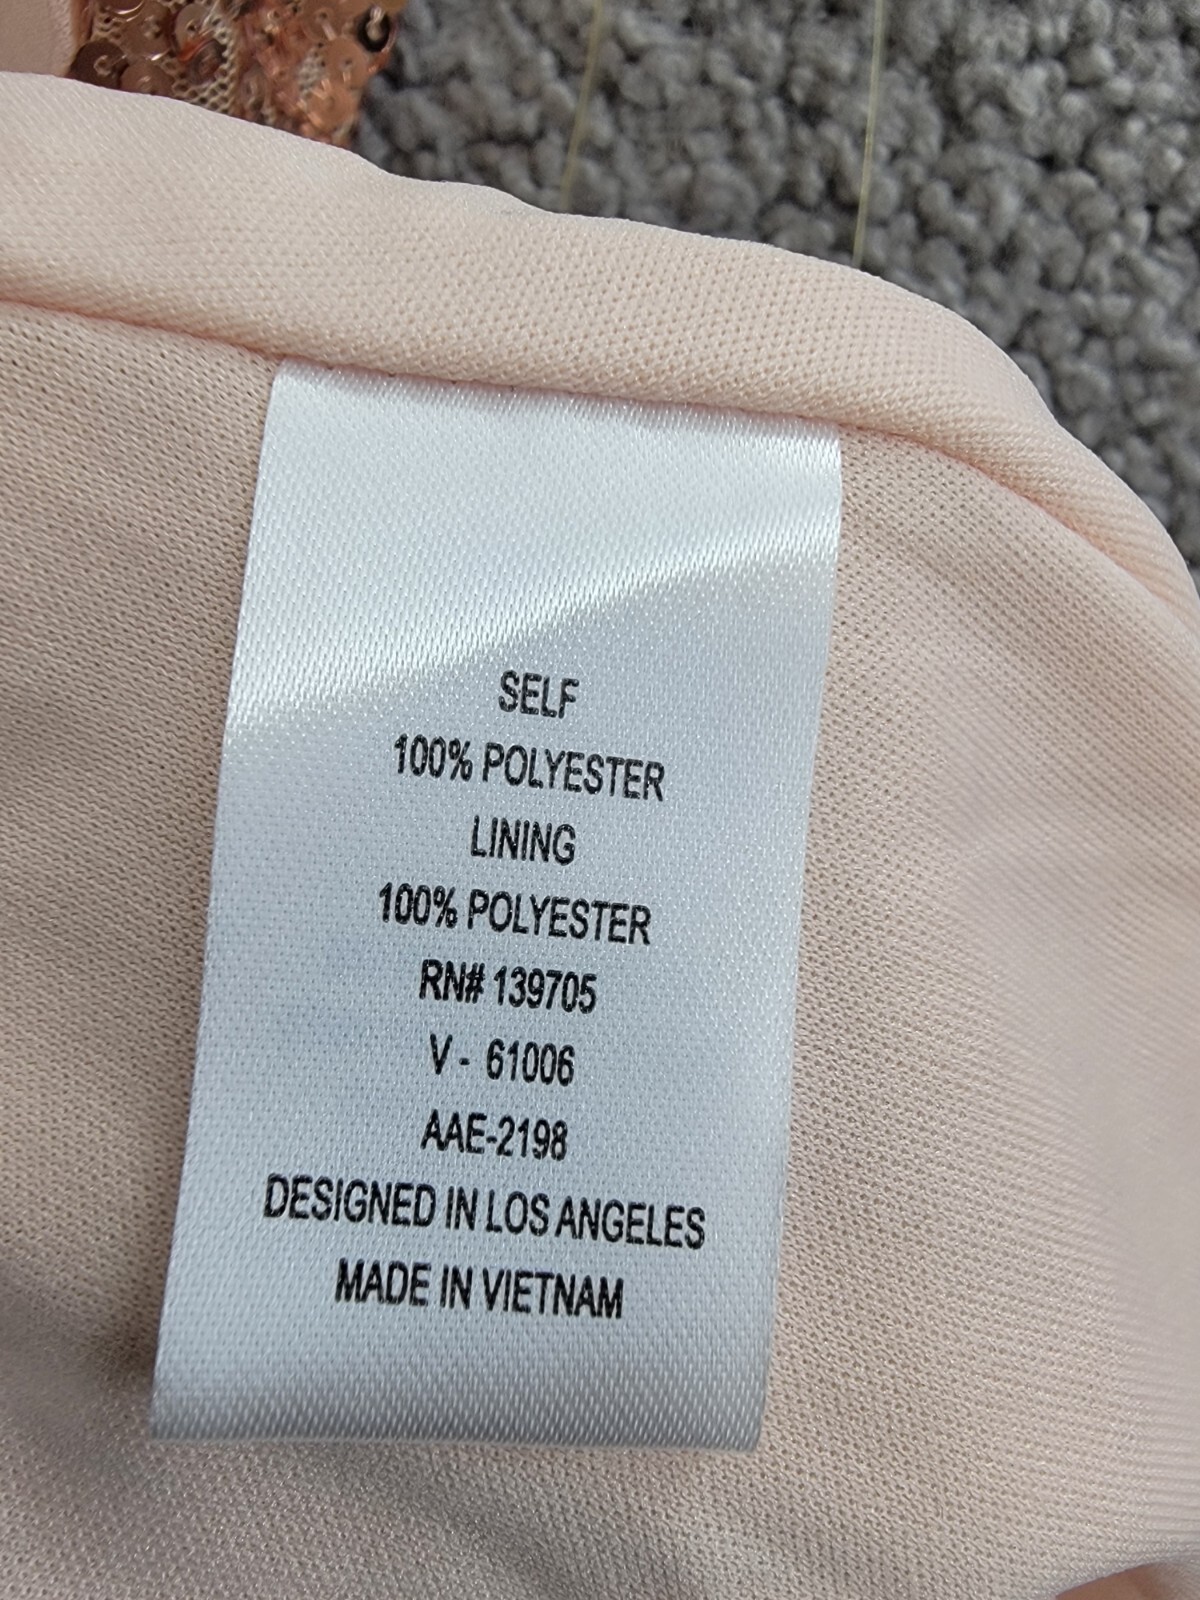 SELF
100% POLYESTER
LINING
100% POLYESTER
RN# 139705
V - 61006
AAE-2198
DESIGNED IN LOS ANGELES
MADE IN VIETNAM